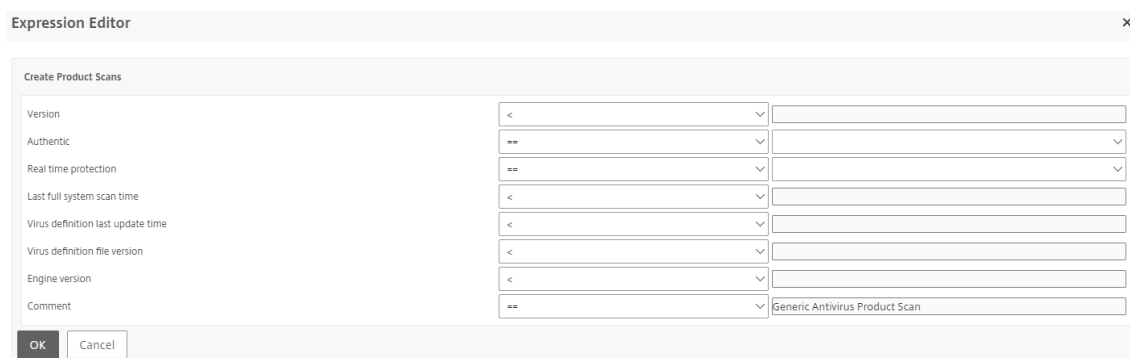 Expression Editor ×
Create Product Scans
Version <
Authentic ==
Real time protection ==
Last full system scan time <
Virus definition last update time <
Virus definition file version <
Engine version <
Comment == Generic Antivirus Product Scan
OK Cancel